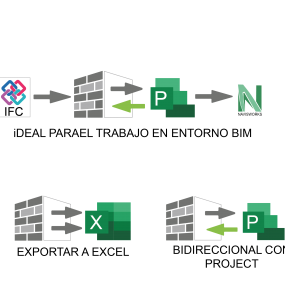 IFC
P
NAVISWORKS
iDEAL PARAEL TRABAJO EN ENTORNO BIM
X
P
EXPORTAR A EXCEL
BIDIRECCIONAL CON
PROJECT